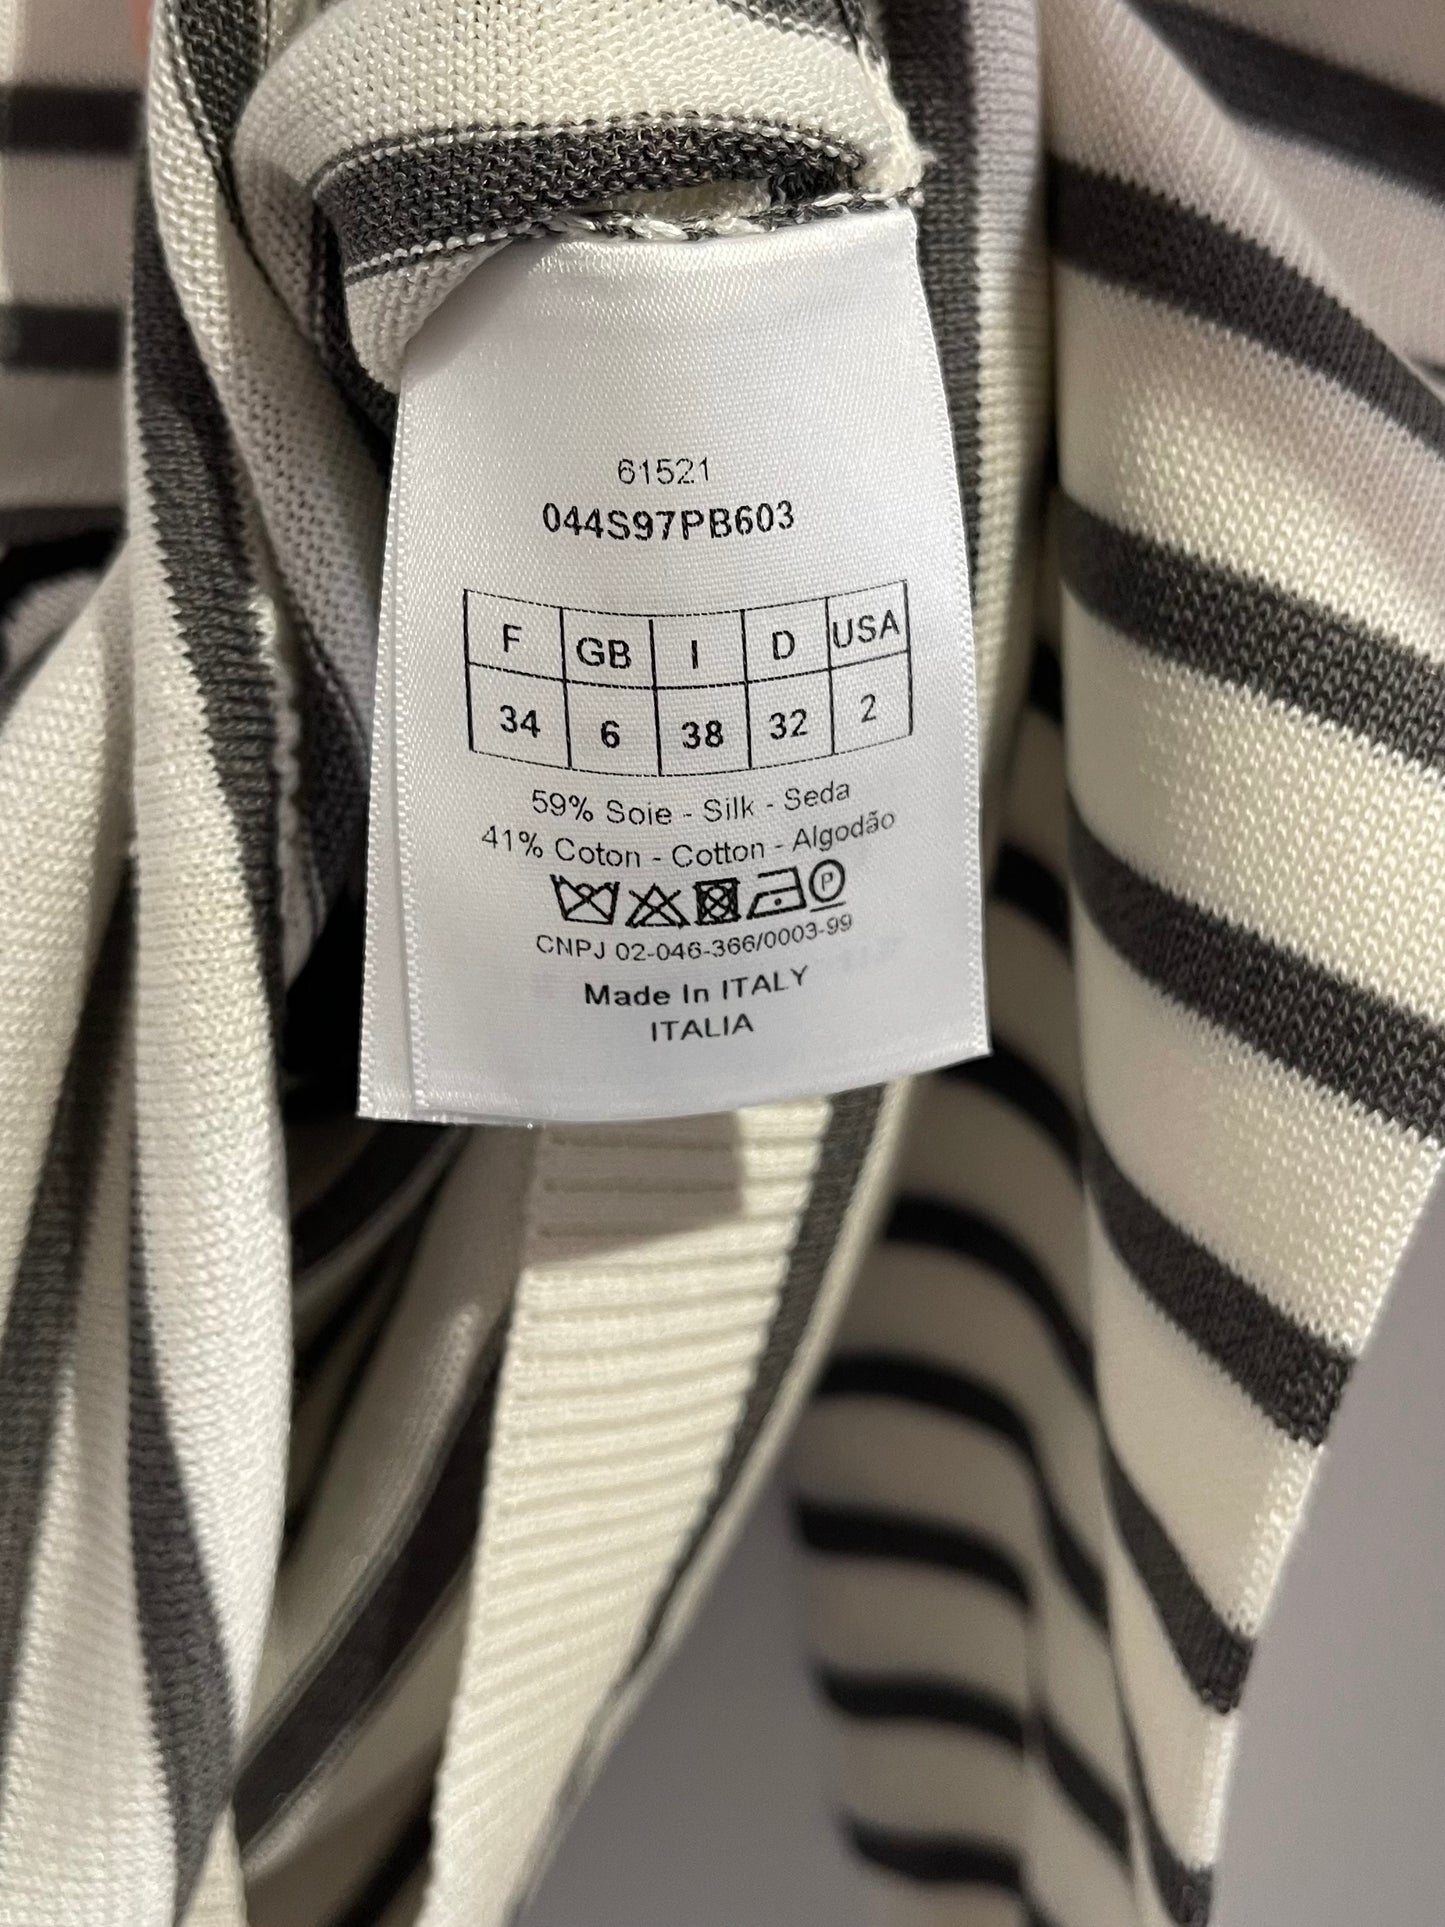 61521
044S97PB603
F GB I D USA
34 6 38 32 2
59% Soie - Silk - Seda
41% Coton - Cotton - Algodão
P
CNPJ 02-046-366/0003-99
Made In ITALY
ITALIA